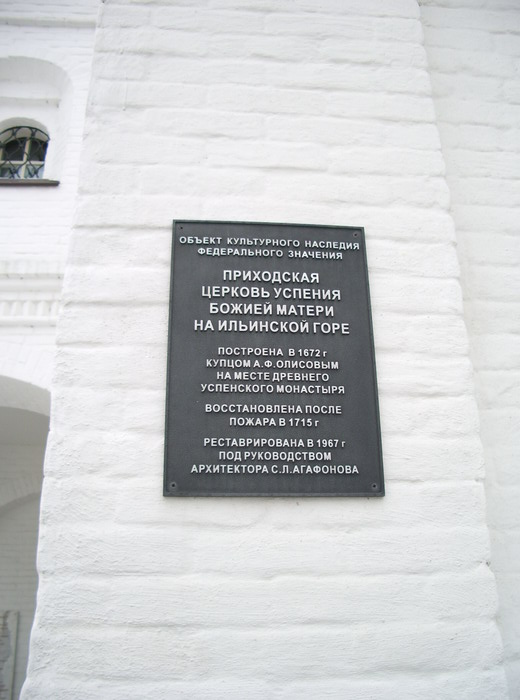 ОБЪЕКТ КУЛЬТУРНОГО НАСЛЕДИЯ
ФЕДЕРАЛЬНОГО ЗНАЧЕНИЯ
ПРИХОДСКАЯ
ЦЕРКОВЬ УСПЕНИЯ
БОЖИЕЙ МАТЕРИ
НА ИЛЬИНСКОЙ ГОРЕ
ПОСТРОЕНА В 1672 г
КУПЦОМ А.Ф.ОЛИСОВЫМ
НА МЕСТЕ ДРЕВНЕГО
УСПЕНСКОГО МОНАСТЫРЯ
ВОССТАНОВЛЕНА ПОСЛЕ
ПОЖАРА В 1715 г
РЕСТАВРИРОВАНА В 1967 г
ПОД РУКОВОДСТВОМ
АРХИТЕКТОРА С.Л.АГАФОНОВА